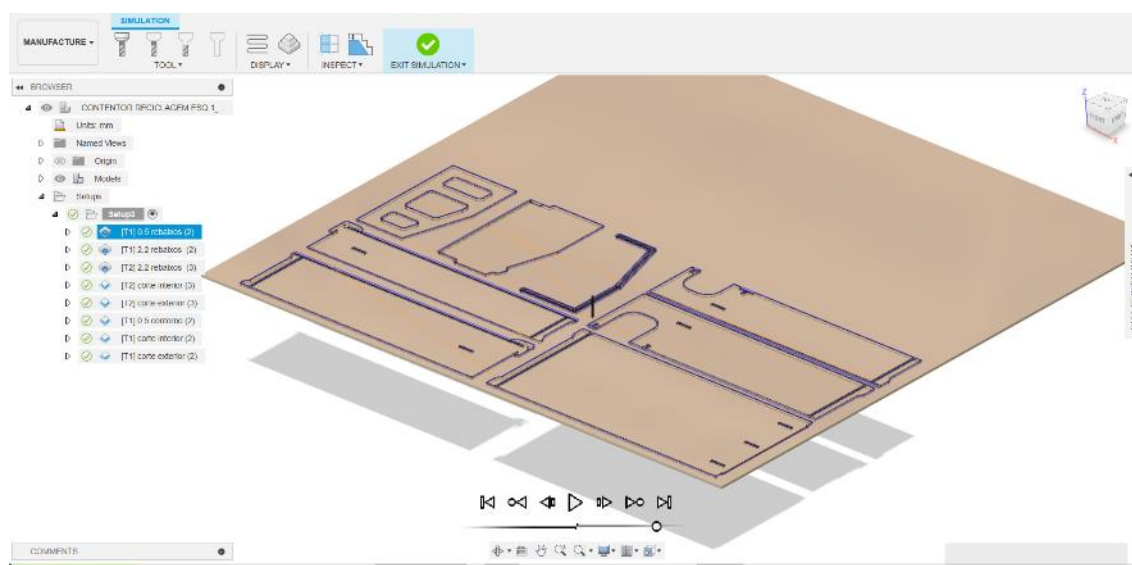 SIMULATION
MANUFACTURE
TOOL
DISPLAY
INSPECT
EXIT SIMULATION
BROWSER
CONTENTOR RECICLAGEM ESQ 1_
Units: mm
Named Views
Origin
Models
Setups
Setup3
[T1] 0.5 rebaixos (2)
[T1] 2.2 rebaixos (2)
[T2] 2.2 rebaixos (3)
[T2] corte interior (3)
[T2] corte exterior (3)
[T1] 0.5 contorno (2)
[T1] corte interior (2)
[T1] corte exterior (2)
Z
X
COMMENTS